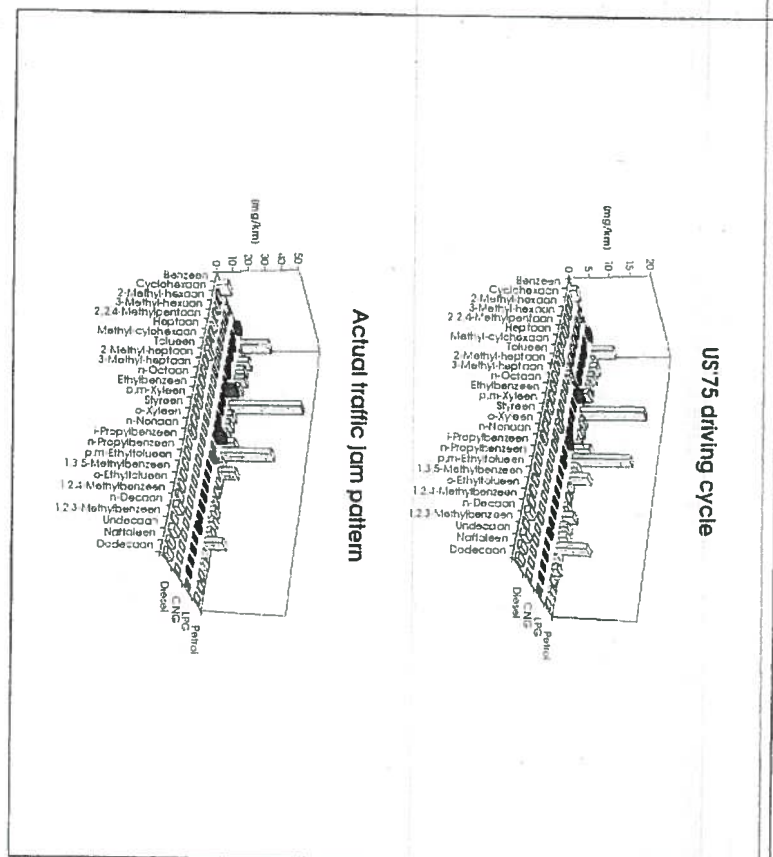 US'75 driving cycle
(mg/km)
20
15
10
5
0
Benzeen
Cyclohexaan
2-Methyl-hexaan
3-Methyl-hexaan
2,2,4-Methylpentaan
Heptaan
Methyl-cylchexaan
Tolueen
2-Methyl-heptaan
3-Methyl-heptaan
n-Octaan
Ethylbenzeen
p,m-Xyleen
Styreen
o-Xyleen
n-Nonaan
i-Propylbenzeen
n-Propylbenzeen
p,m-Ethyltolueen
1,3,5-Methylbenzeen
o-Ethyltolueen
1,2,4-Methylbenzeen
n-Decaan
1,2,3-Methylbenzeen
Undecaan
Naftaleen
Dodecaan
Diesel
CNG
LPG
Petrol
Actual traffic jam pattern
(mg/km)
50
40
30
20
10
0
Benzeen
Cyclohexaan
2-Methyl-hexaan
3-Methyl-hexaan
2,2,4-Methylpentaan
Heptaan
Methyl-cylohexaan
Tolueen
2-Methyl-heptaan
3-Methyl-heptaan
n-Octaan
Ethylbenzeen
p,m-Xyleen
Styreen
o-Xyleen
n-Nonaan
i-Propylbenzeen
n-Propylbenzeen
p,m-Ethyltolueen
1,3,5-Methylbenzeen
o-Ethyltolueen
1,2,4-Methylbenzeen
n-Decaan
1,2,3-Methylbenzeen
Undecaan
Naftaleen
Dodecaan
Diesel
CNG
LPG
Petrol